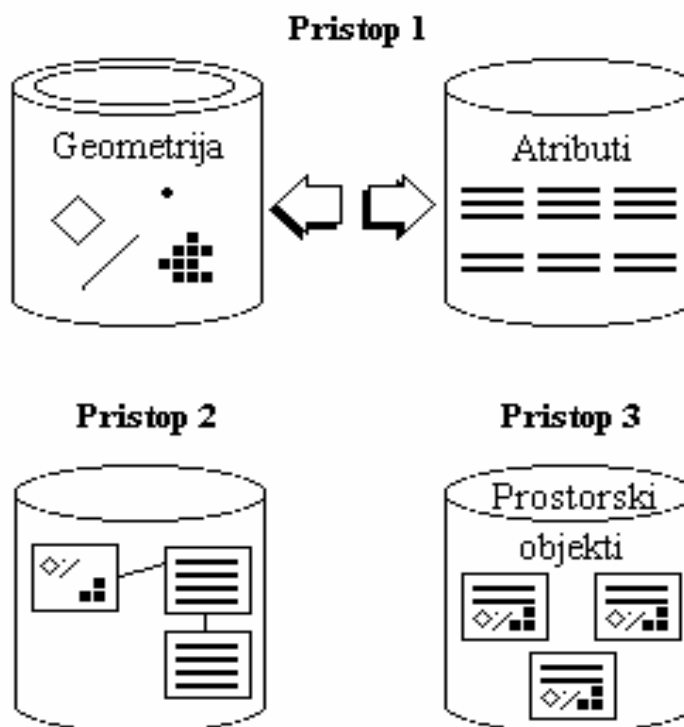 Pristop 1
Geometrija
Atributi
Pristop 2
Pristop 3
Prostorski
objekti